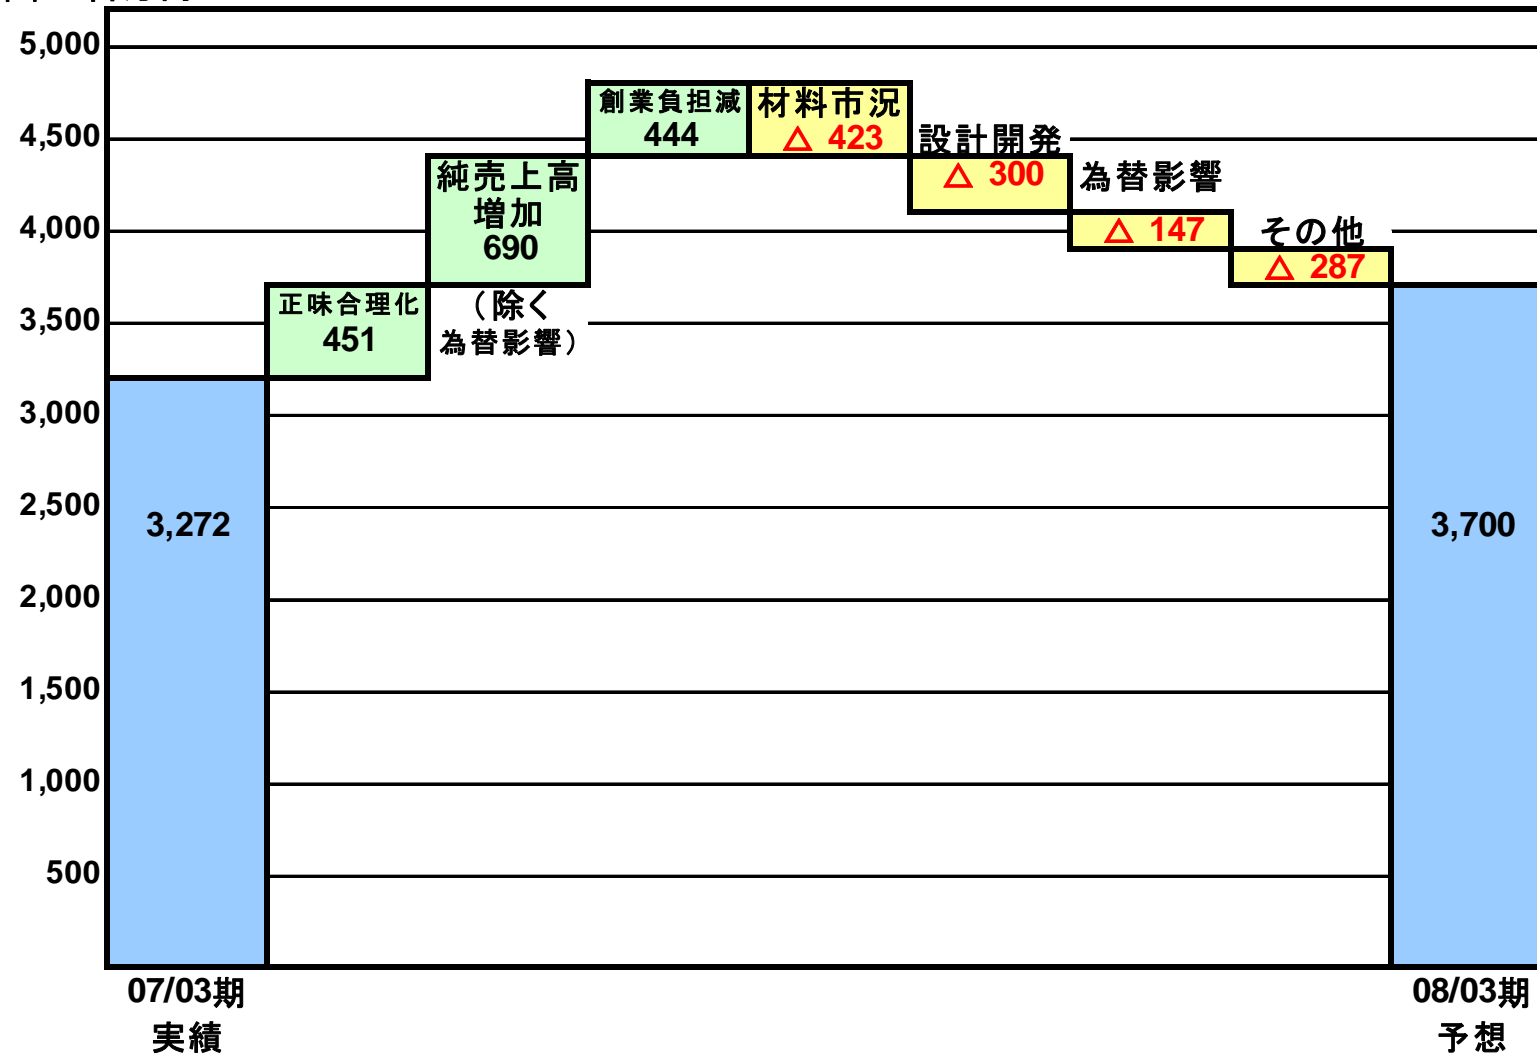 5,000
4,500
4,000
3,500
3,000
2,500
2,000
1,500
1,000
500
3,272
正味合理化
451
純売上高
増加
690
(除く
為替影響)
創業負担減
444
材料市況
△ 423
設計開発
△ 300
為替影響
△ 147
その他
△ 287
3,700
07/03期
実績
08/03期
予想